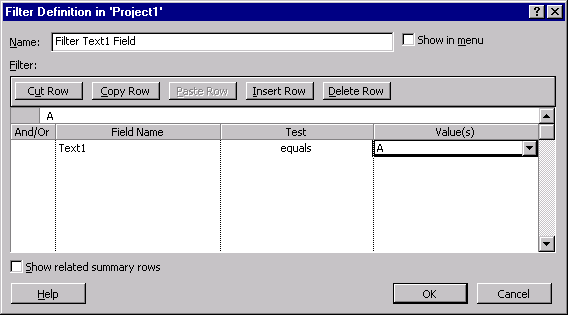 Filter Definition in 'Project1'
Name: Filter Text1 Field Show in menu
Filter:
Cut Row Copy Row Paste Row Insert Row Delete Row
A
And/Or Field Name Test Value(s)
Text1 equals A
Show related summary rows
Help OK Cancel